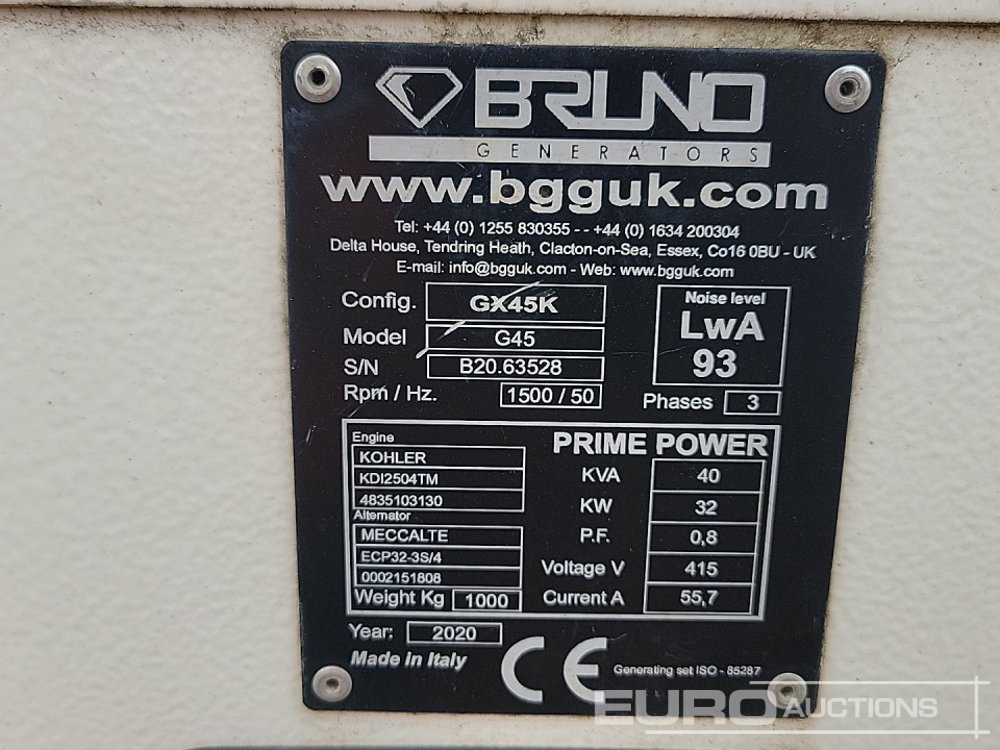 BRUNO
GENERATORS
www.bgguk.com
Tel: +44 (0) 1255 830355 - - +44 (0) 1634 200304
Delta House, Tendring Heath, Clacton-on-Sea, Essex, Co16 0BU - UK
E-mail: info@bgguk.com - Web: www.bgguk.com
Config. GX45K
Model G45
S/N B20.63528
Rpm / Hz. 1500 / 50
Noise level
LwA
93
Phases 3
Engine
KOHLER
KDI2504TM
4835103130
Alternator
MECCALTE
ECP32-3S/4
0002151808
Weight Kg 1000
PRIME POWER
KVA 40
KW 32
P.F. 0,8
Voltage V 415
Current A 55,7
Year: 2020
Made in Italy
CE
Generating set ISO - 85287
EURO AUCTIONS